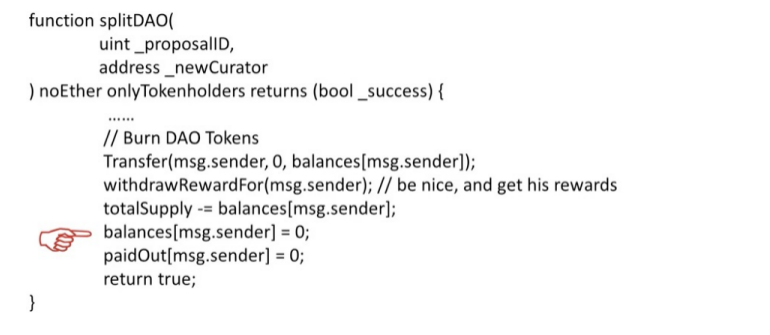 function splitDAO(
uint _proposalID,
address _newCurator
) noEther onlyTokenholders returns (bool _success) {
......
// Burn DAO Tokens
Transfer(msg.sender, 0, balances[msg.sender]);
withdrawRewardFor(msg.sender); // be nice, and get his rewards
totalSupply -= balances[msg.sender];
balances[msg.sender] = 0;
paidOut[msg.sender] = 0;
return true;
}